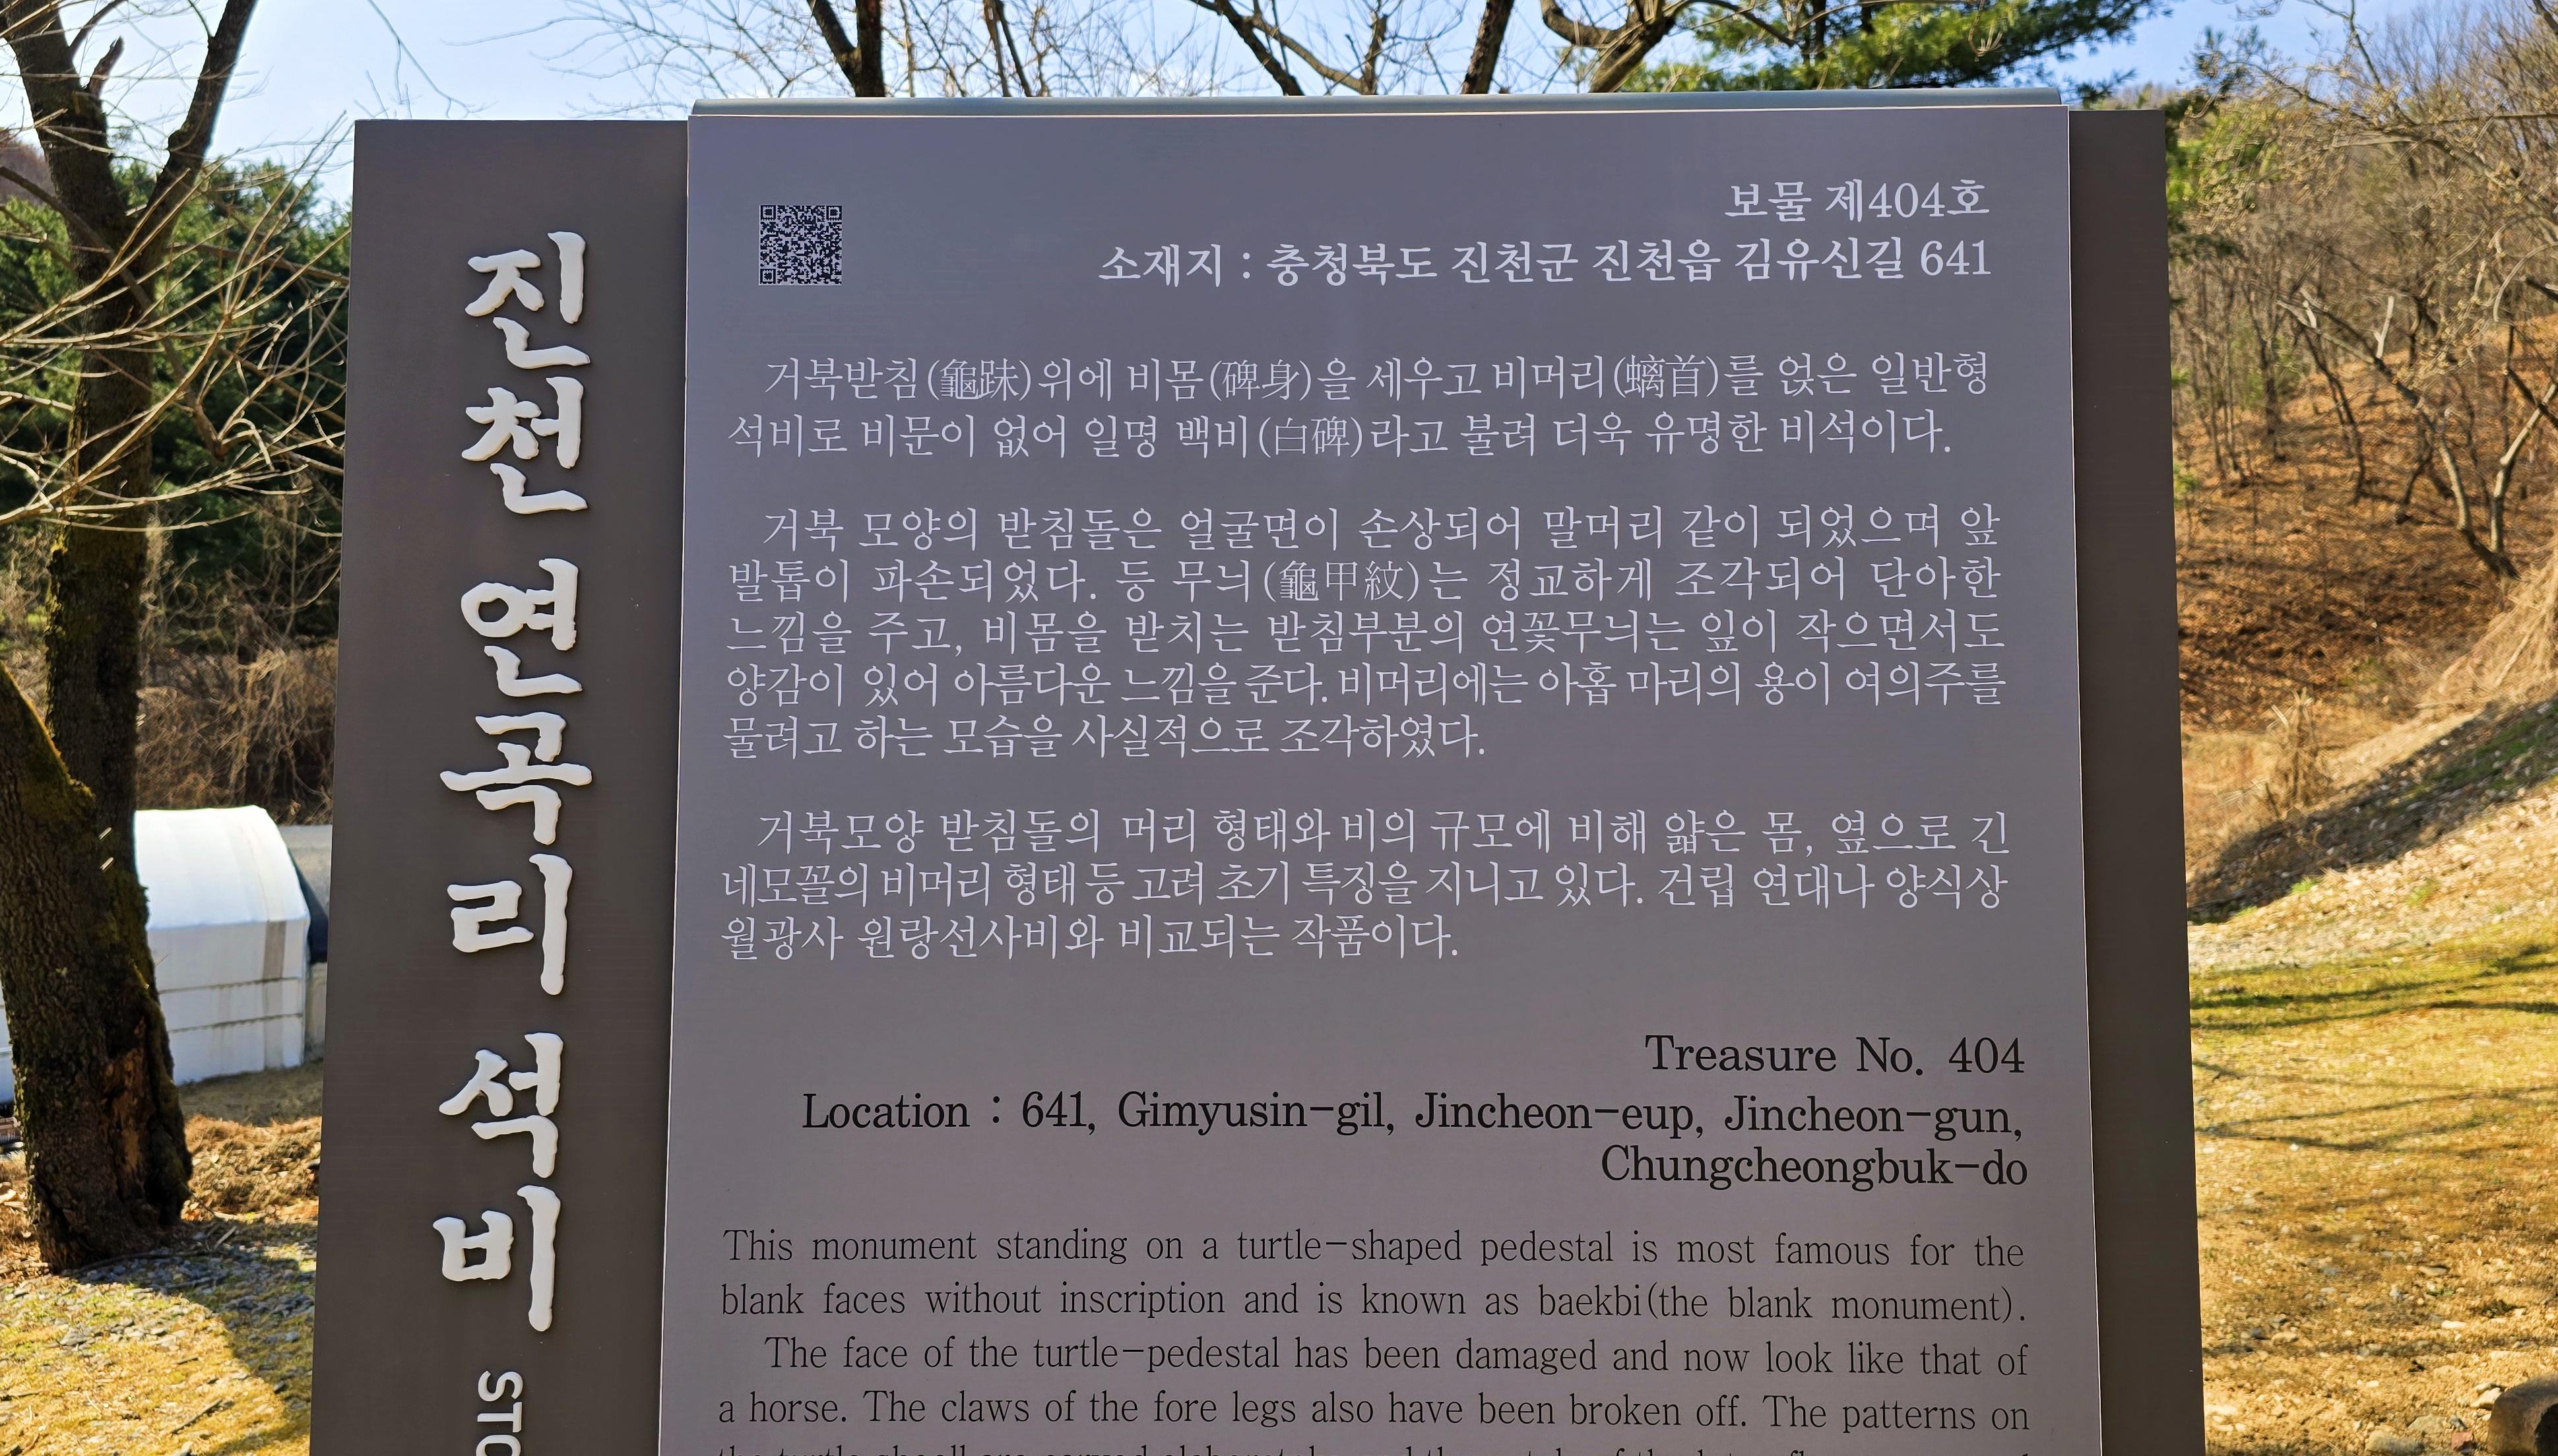 진천 연곡리 석비
STO
보물 제404호
소재지 : 충청북도 진천군 진천읍 김유신길 641
거북받침(龜趺)위에 비몸(碑身)을 세우고 비머리(螭首)를 얹은 일반형
석비로 비문이 없어 일명 백비(白碑)라고 불려 더욱 유명한 비석이다.
거북 모양의 받침돌은 얼굴면이 손상되어 말머리 같이 되었으며 앞
발톱이 파손되었다. 등 무늬(龜甲紋)는 정교하게 조각되어 단아한
느낌을 주고, 비몸을 받치는 받침부분의 연꽃무늬는 잎이 작으면서도
양감이 있어 아름다운 느낌을 준다. 비머리에는 아홉 마리의 용이 여의주를
물려고 하는 모습을 사실적으로 조각하였다.
거북모양 받침돌의 머리 형태와 비의 규모에 비해 얇은 몸, 옆으로 긴
네모꼴의 비머리 형태 등 고려 초기 특징을 지니고 있다. 건립 연대나 양식상
월광사 원랑선사비와 비교되는 작품이다.
Treasure No. 404
Location : 641, Gimyusin-gil, Jincheon-eup, Jincheon-gun,
Chungcheongbuk-do
This monument standing on a turtle-shaped pedestal is most famous for the
blank faces without inscription and is known as baekbi(the blank monument).
The face of the turtle-pedestal has been damaged and now look like that of
a horse. The claws of the fore legs also have been broken off. The patterns on